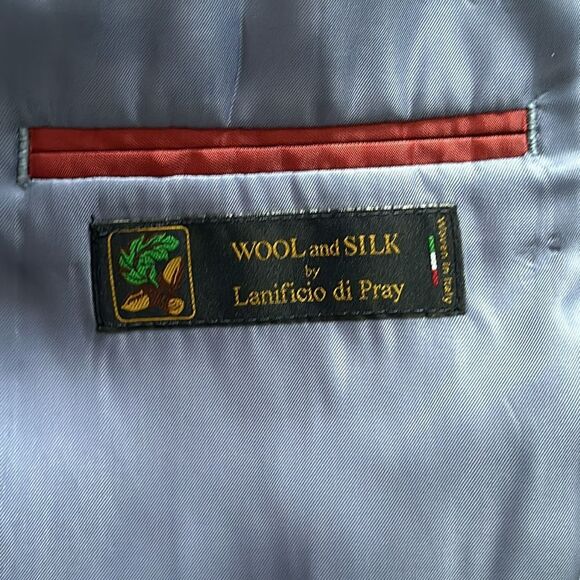 WOOL and SILK
by
Lanificio di Pray
Woven in Italy